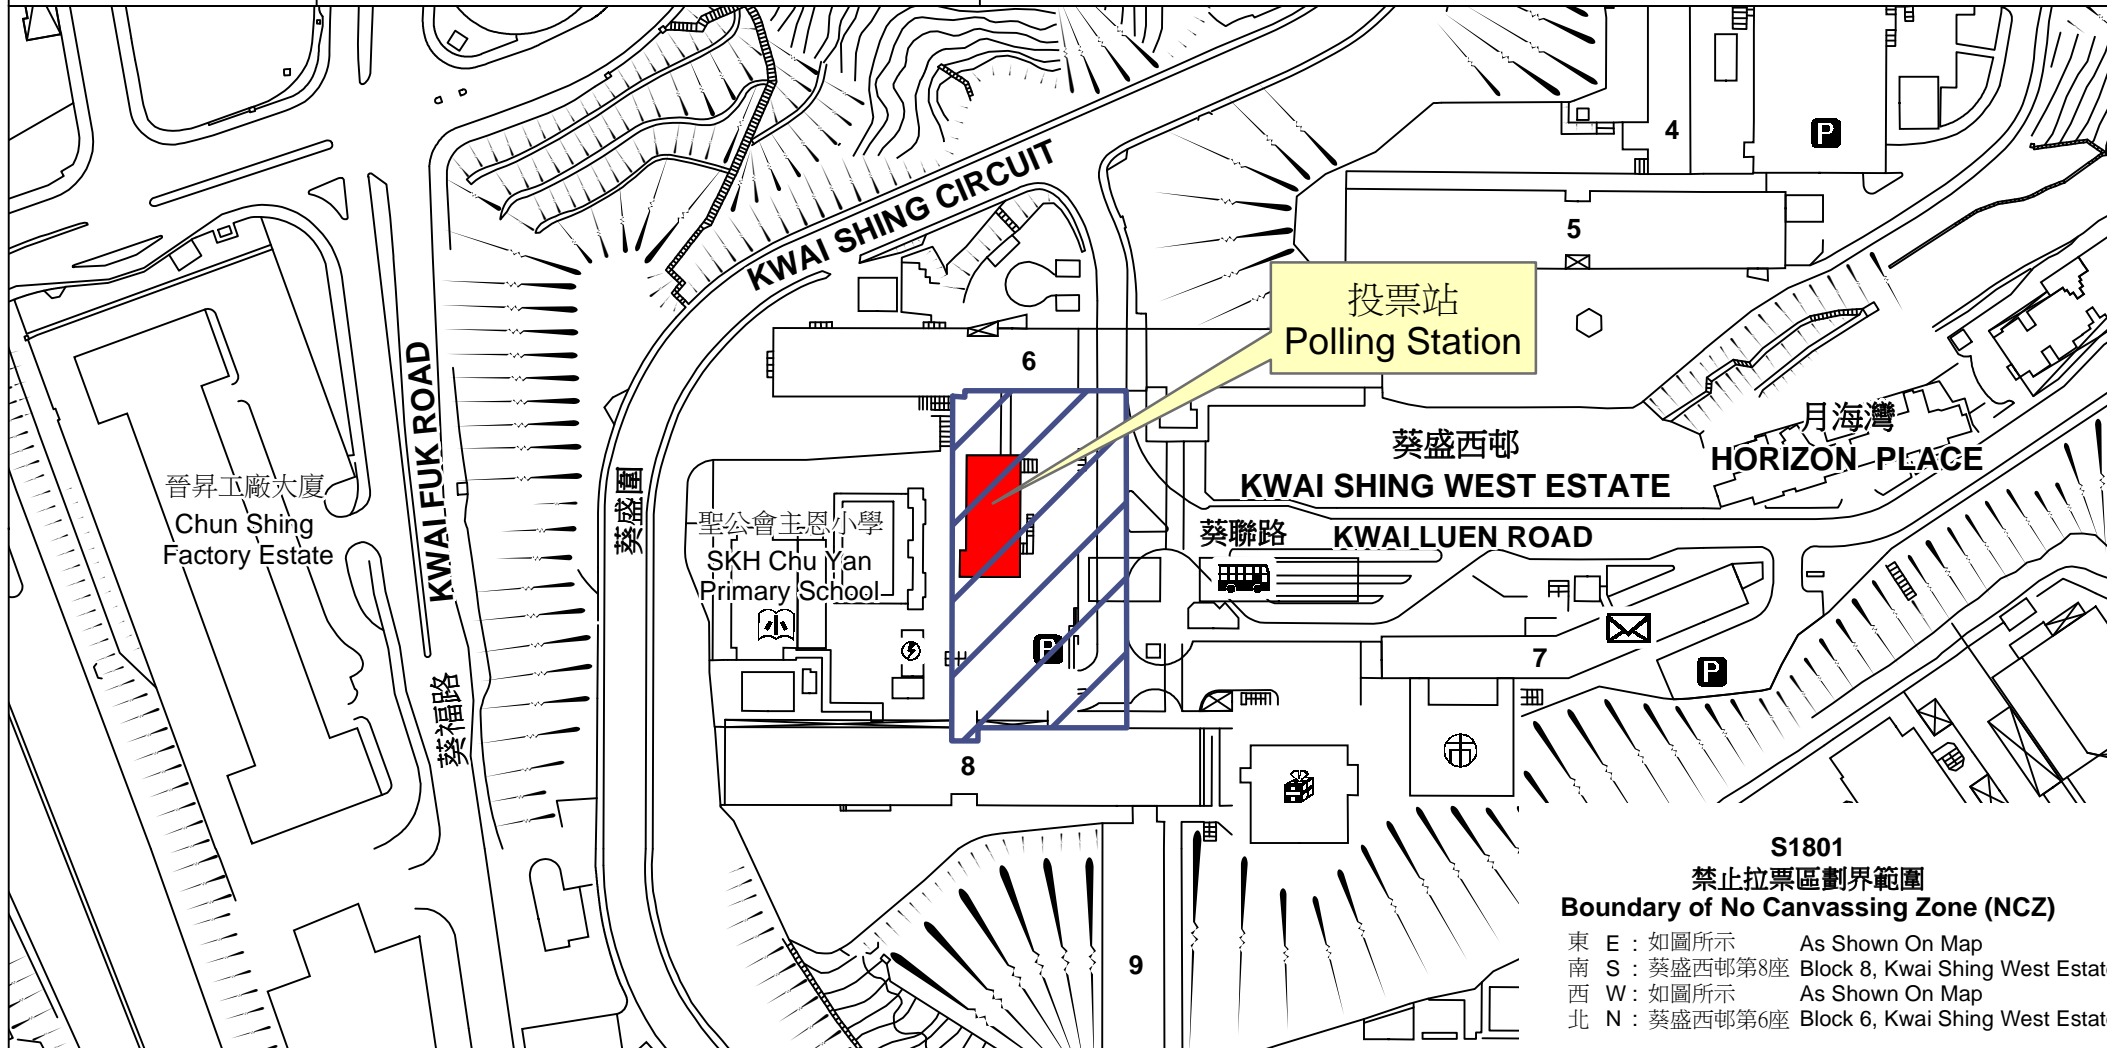 4
P
KWAI SHING CIRCUIT
5
投票站
Polling Station
6
KWAI FUK ROAD
月海灣
HORIZON PLACE
葵盛西邨
KWAI SHING WEST ESTATE
葵盛圍
晉昇工廠大廈
Chun Shing
Factory Estate
聖公會主恩小學
SKH Chu Yan
Primary School
葵聯路 KWAI LUEN ROAD
小
P
7
P
葵福路
市
8
9
S1801
禁止拉票區劃界範圍
Boundary of No Canvassing Zone (NCZ)
東 E : 如圖所示 As Shown On Map
南 S : 葵盛西邨第8座 Block 8, Kwai Shing West Estat
西 W : 如圖所示 As Shown On Map
北 N : 葵盛西邨第6座 Block 6, Kwai Shing West Estat